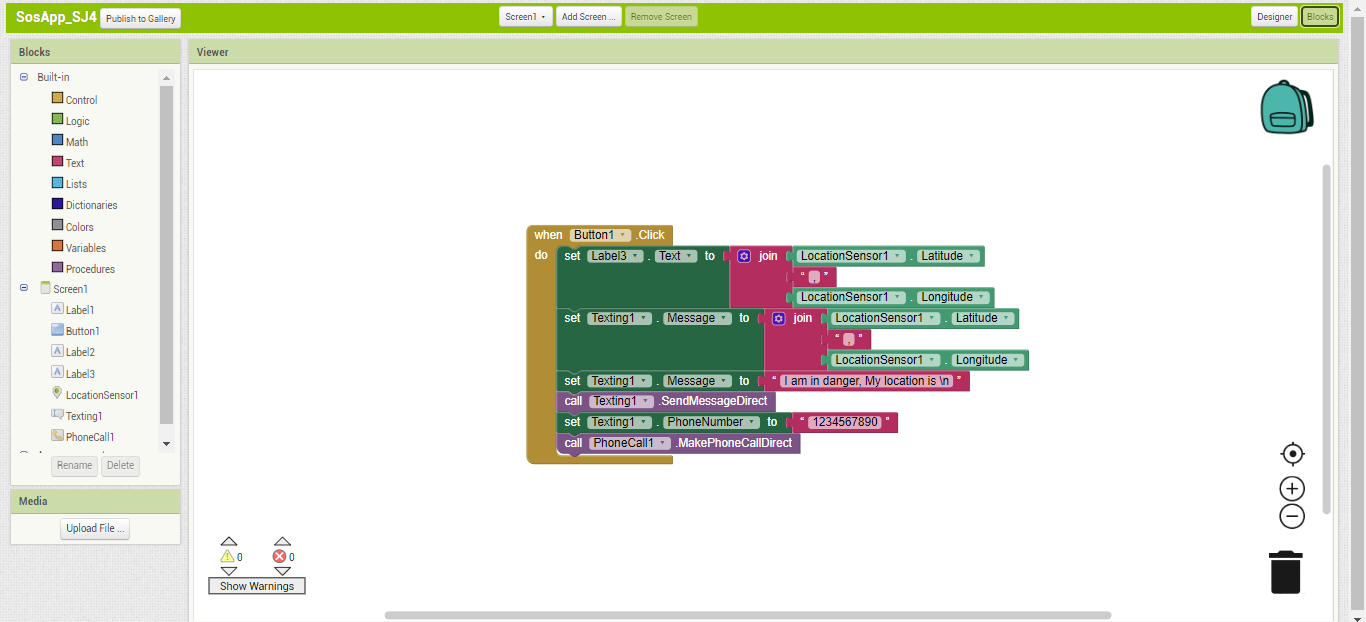 SosApp_SJ4 Publish to Gallery Screen1 Add Screen ... Remove Screen Designer Blocks
Blocks
Viewer
Built-in
Control
Logic
Math
Text
Lists
Dictionaries
Colors
Variables
Procedures
Screen1
Label1
Button1
Label2
Label3
LocationSensor1
Texting1
PhoneCall1
Rename Delete
Media
Upload File ...
when Button1 .Click
do set Label3 . Text to join LocationSensor1 . Latitude
" , "
LocationSensor1 . Longitude
set Texting1 . Message to join LocationSensor1 . Latitude
" , "
LocationSensor1 . Longitude
set Texting1 . Message to " I am in danger, My location is \n "
call Texting1 .SendMessageDirect
set Texting1 . PhoneNumber to " 1234567890 "
call PhoneCall1 .MakePhoneCallDirect
0 0
Show Warnings